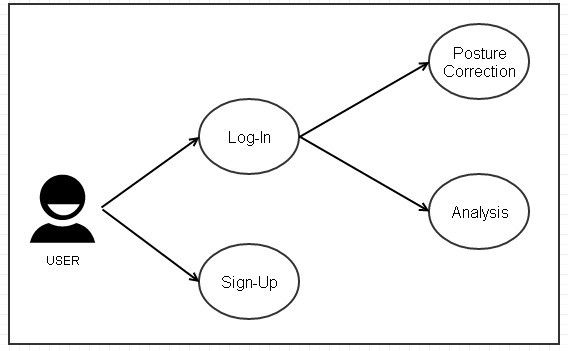 Posture
Correction
Log-In
Analysis
USER
Sign-Up